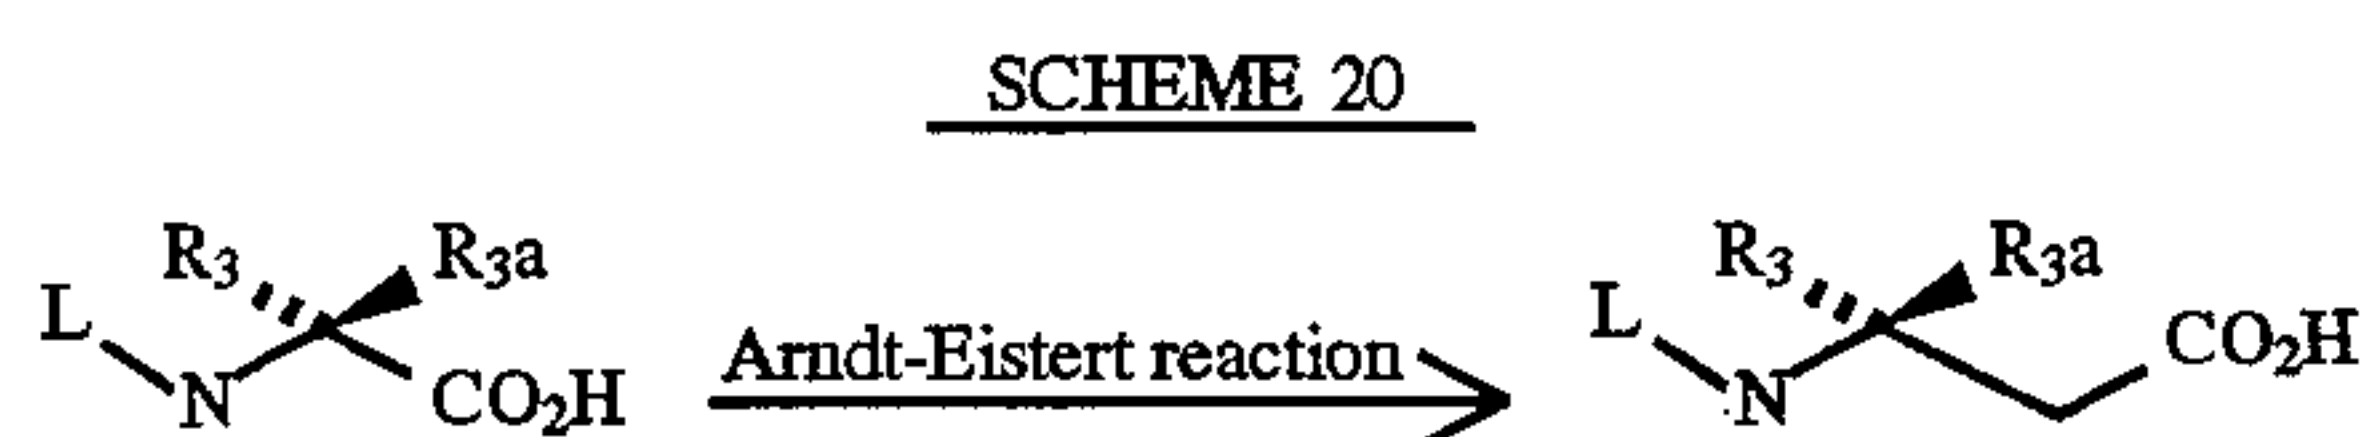 SCHEME 20
R₃ R₃a R₃ R₃a
L L
CO₂H
Arndt-Eistert reaction
N CO₂H N